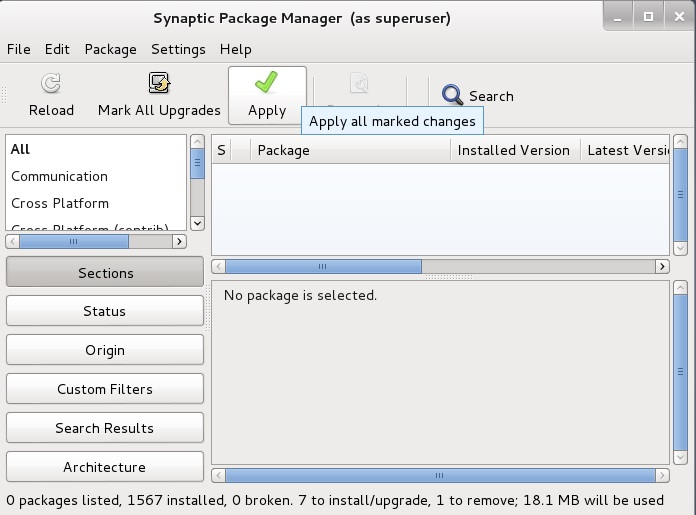 Synaptic Package Manager (as superuser)
File Edit Package Settings Help
Reload Mark All Upgrades Apply Search
Apply all marked changes
All
Communication
Cross Platform
Cross Platform (contrib)
S Package Installed Version Latest Versi
Sections
Status
Origin
Custom Filters
Search Results
Architecture
No package is selected.
0 packages listed, 1567 installed, 0 broken. 7 to install/upgrade, 1 to remove; 18.1 MB will be used